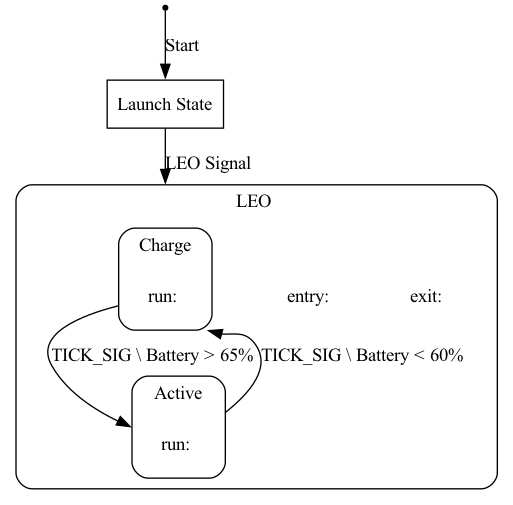 Start
Launch State
LEO Signal
LEO
Charge
run:
entry:
exit:
TICK_SIG \ Battery > 65%
TICK_SIG \ Battery < 60%
Active
run: